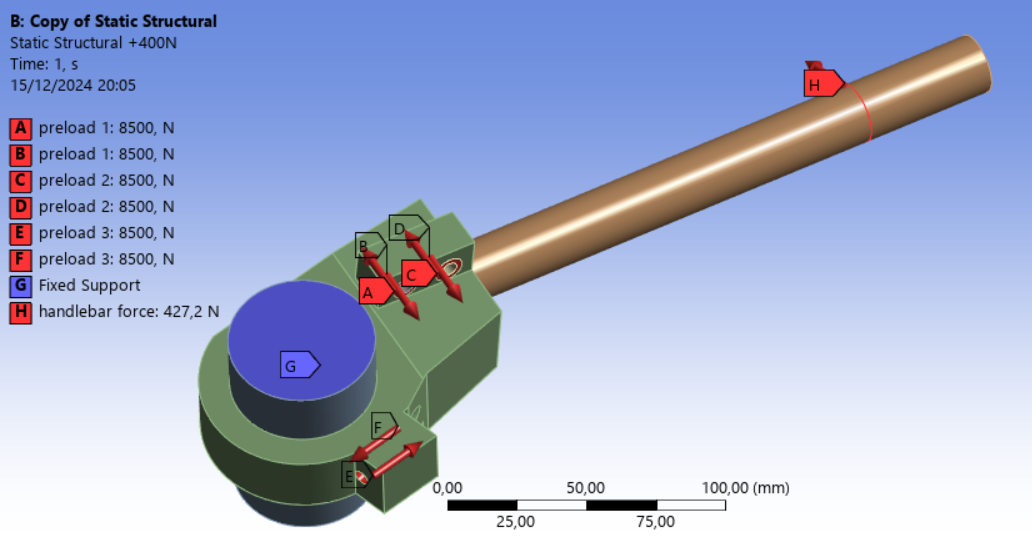 B: Copy of Static Structural
Static Structural +400N
Time: 1, s
15/12/2024 20:05
A preload 1: 8500, N
B preload 1: 8500, N
C preload 2: 8500, N
D preload 2: 8500, N
E preload 3: 8500, N
F preload 3: 8500, N
G Fixed Support
H handlebar force: 427,2 N
H
D
B
C
A
G
F
E
0,00 50,00 100,00 (mm)
25,00 75,00